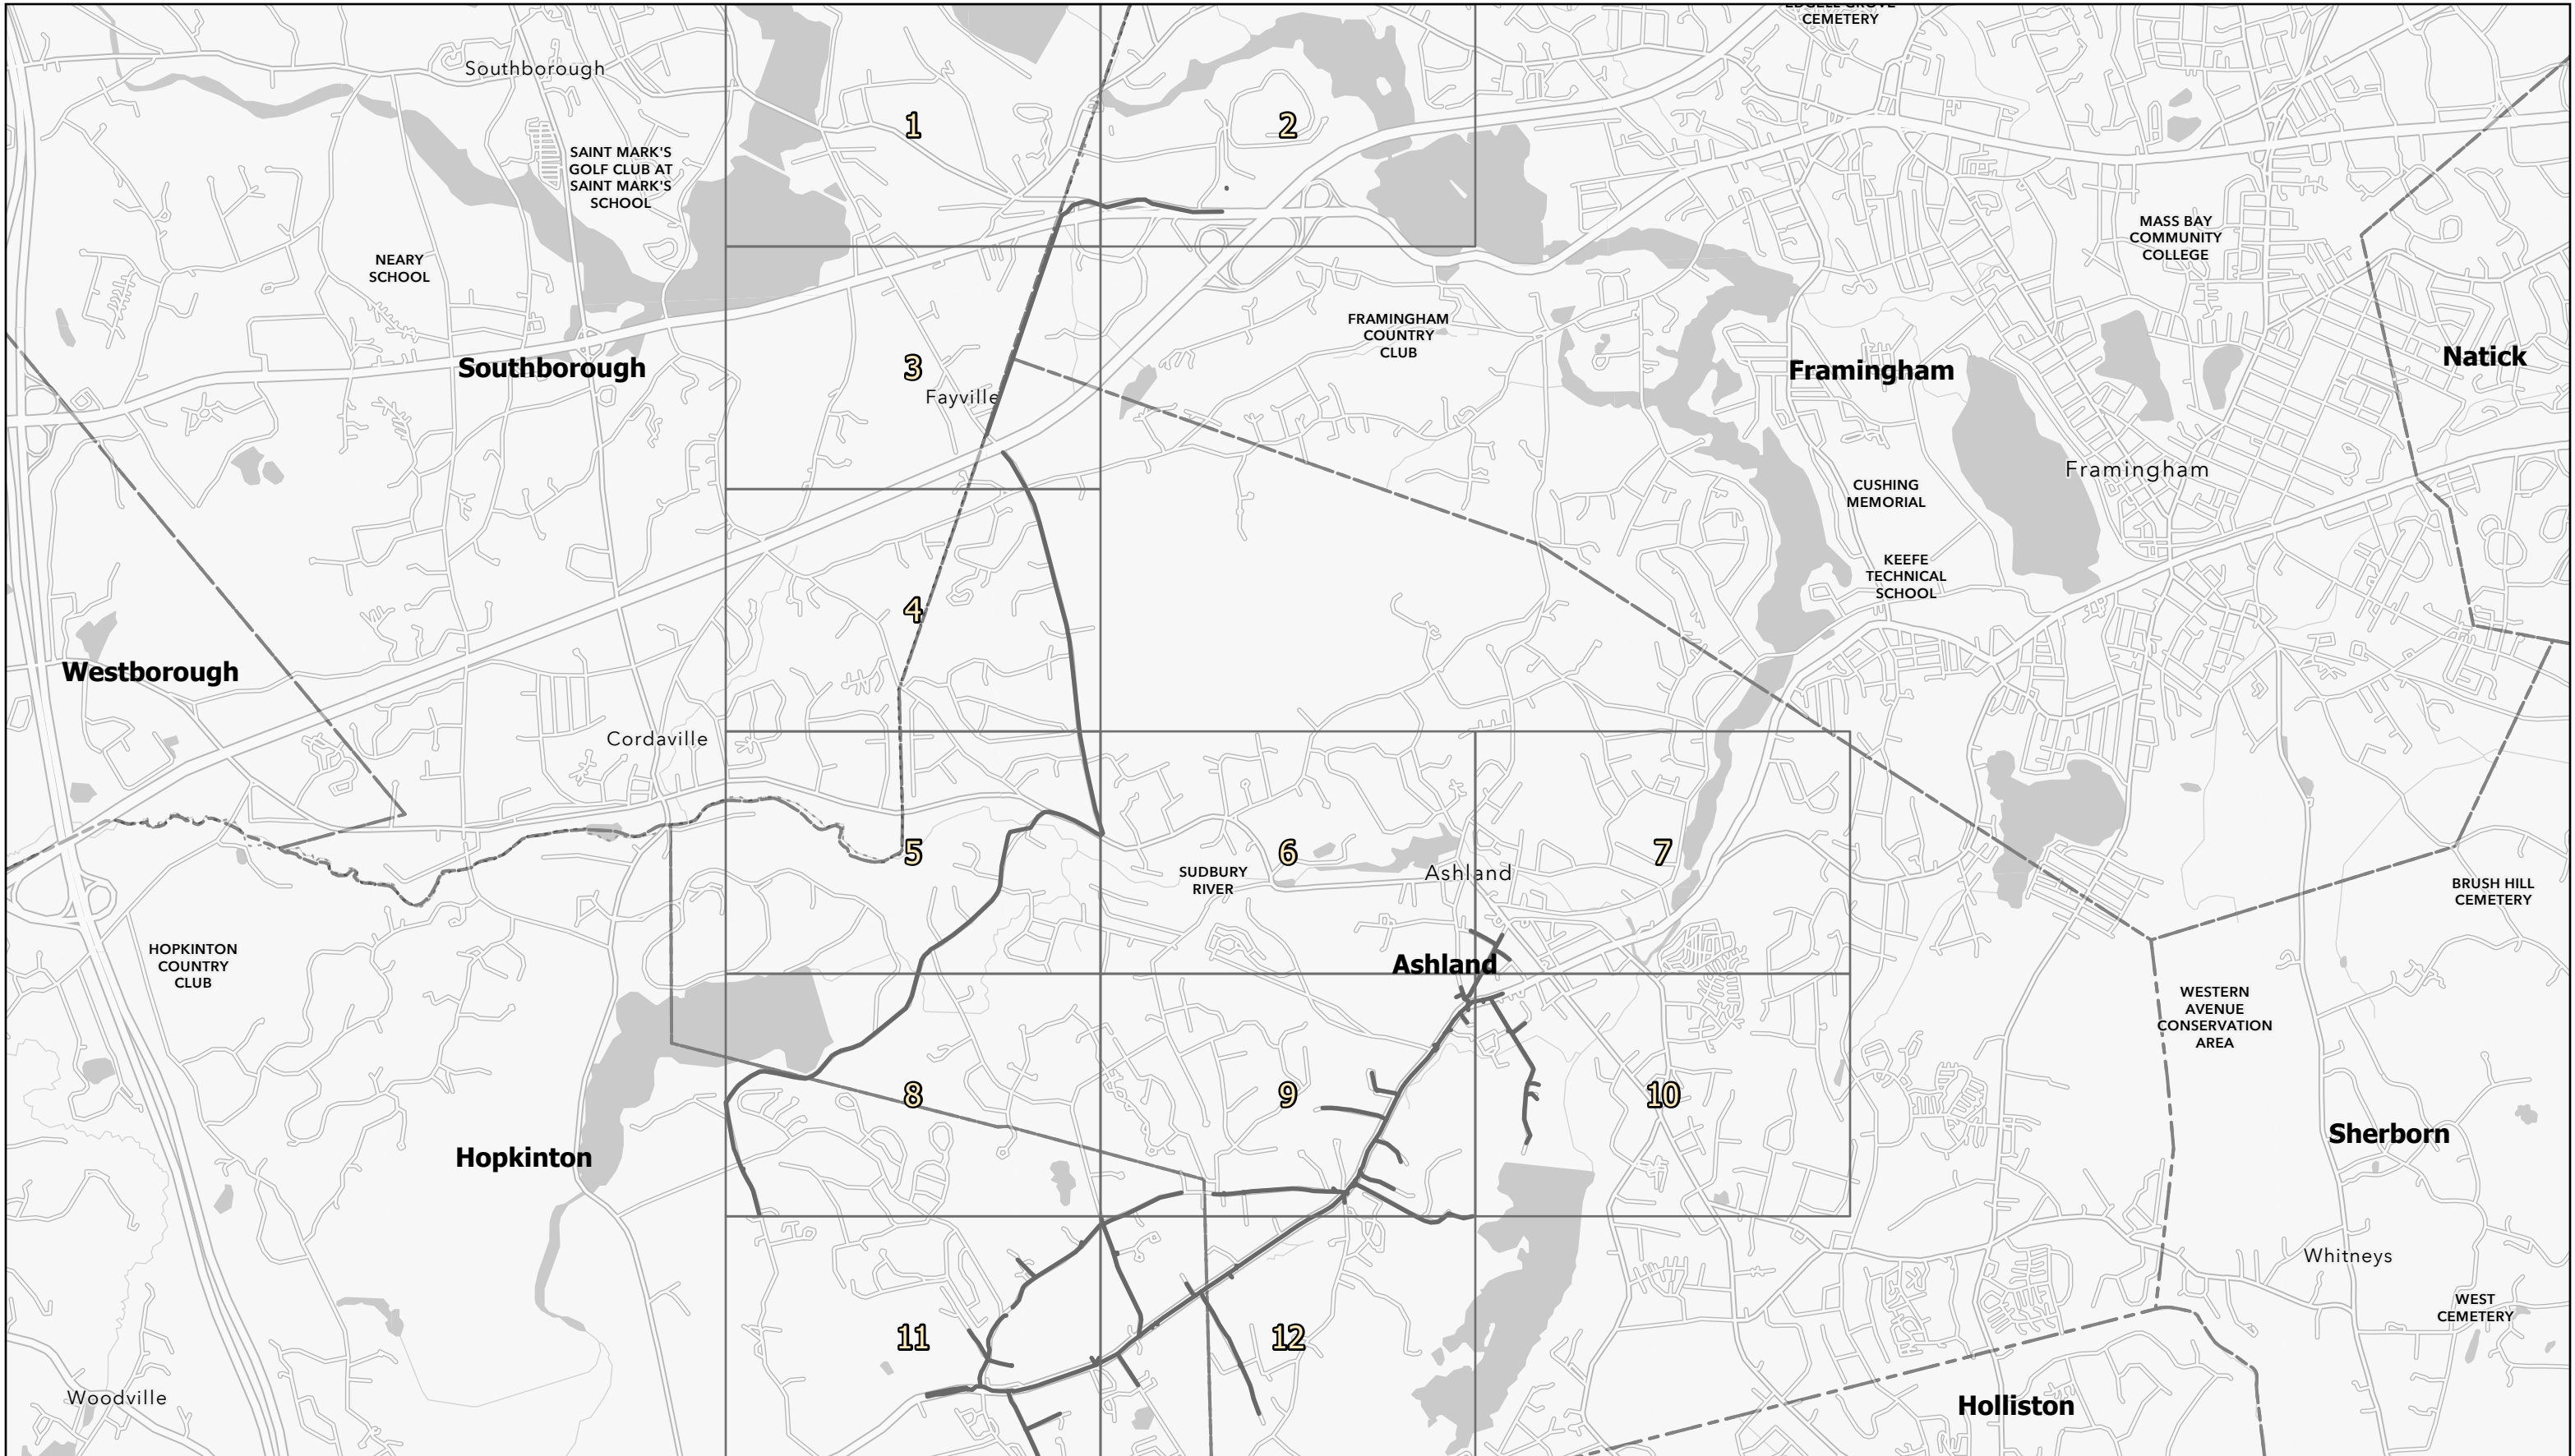 EDGELL GROVE
CEMETERY
Southborough
1
2
SAINT MARK'S
GOLF CLUB AT
SAINT MARK'S
SCHOOL
MASS BAY
COMMUNITY
COLLEGE
NEARY
SCHOOL
FRAMINGHAM
COUNTRY
CLUB
Southborough
3
Framingham
Natick
Fayville
Framingham
CUSHING
MEMORIAL
KEEFE
TECHNICAL
SCHOOL
4
Westborough
Cordaville
5
6
7
SUDBURY
RIVER
Ashland
BRUSH HILL
CEMETERY
HOPKINTON
COUNTRY
CLUB
Ashland
WESTERN
AVENUE
CONSERVATION
AREA
8
9
10
Hopkinton
Sherborn
Whitneys
WEST
CEMETERY
11
12
Woodville
Holliston